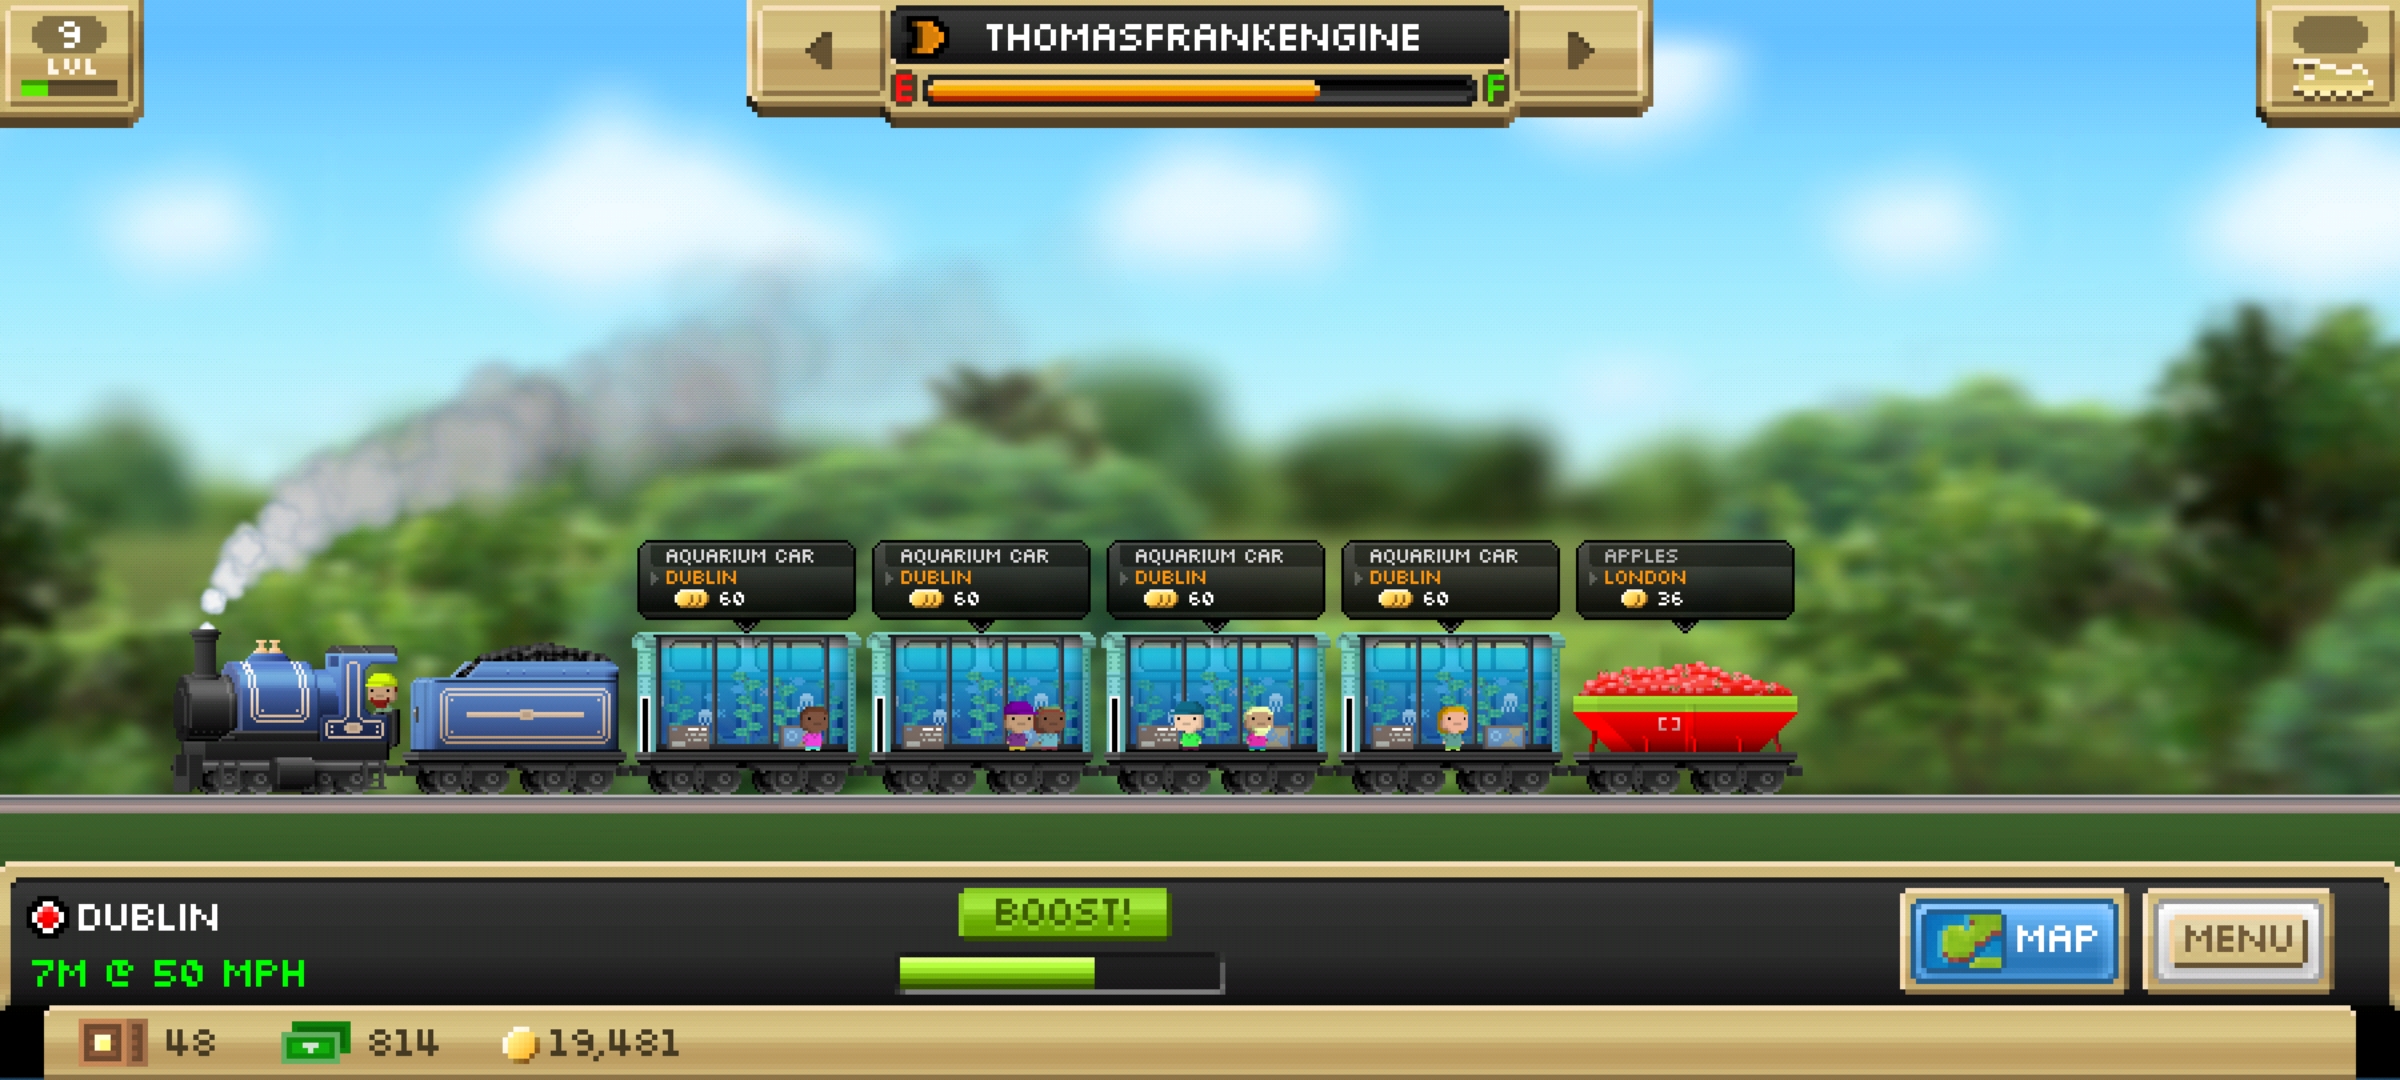 9
LVL
THOMASFRANKENGINE
E F
AQUARIUM CAR
DUBLIN
60
AQUARIUM CAR
DUBLIN
60
AQUARIUM CAR
DUBLIN
60
AQUARIUM CAR
DUBLIN
60
APPLES
LONDON
36
DUBLIN
7M @ 50 MPH
BOOST!
MAP
MENU
48 814 19,481